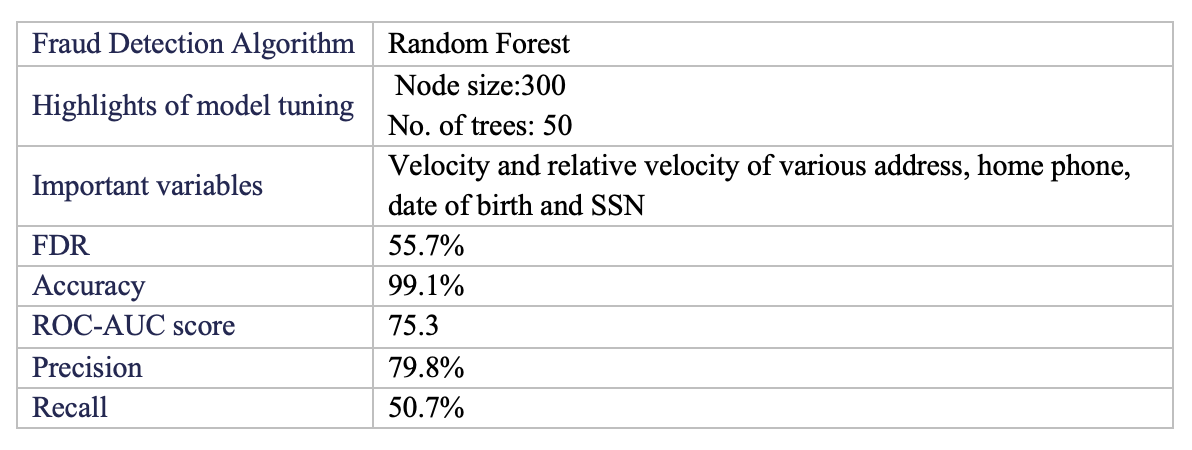 Fraud Detection Algorithm Random Forest
Highlights of model tuning
Node size:300
No. of trees: 50
Important variables
Velocity and relative velocity of various address, home phone,
date of birth and SSN
FDR 55.7%
Accuracy 99.1%
ROC-AUC score 75.3
Precision 79.8%
Recall 50.7%